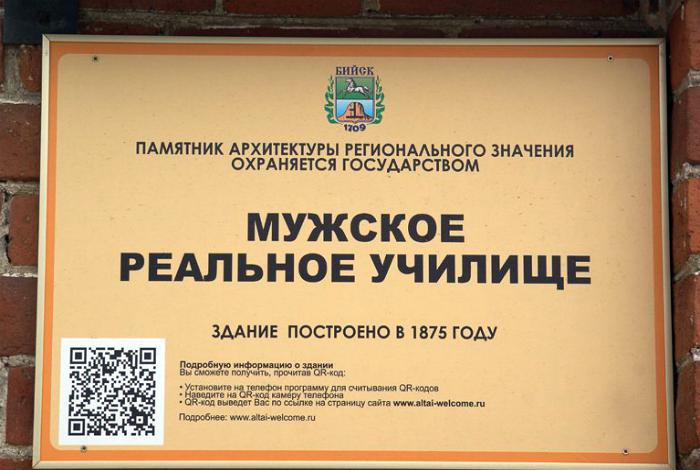 БИЙСК
1709
ПАМЯТНИК АРХИТЕКТУРЫ РЕГИОНАЛЬНОГО ЗНАЧЕНИЯ
ОХРАНЯЕТСЯ ГОСУДАРСТВОМ
МУЖСКОЕ
РЕАЛЬНОЕ УЧИЛИЩЕ
ЗДАНИЕ ПОСТРОЕНО В 1875 ГОДУ
Подробную информацию о здании
Вы сможете получить, прочитав QR-код:
• Установите на телефон программу для считывания QR-кодов
• Наведите на QR-код камеру телефона
• QR-код выведет Вас по ссылке на страницу сайта www.altai-welcome.ru
Подробнее: www.altai-welcome.ru